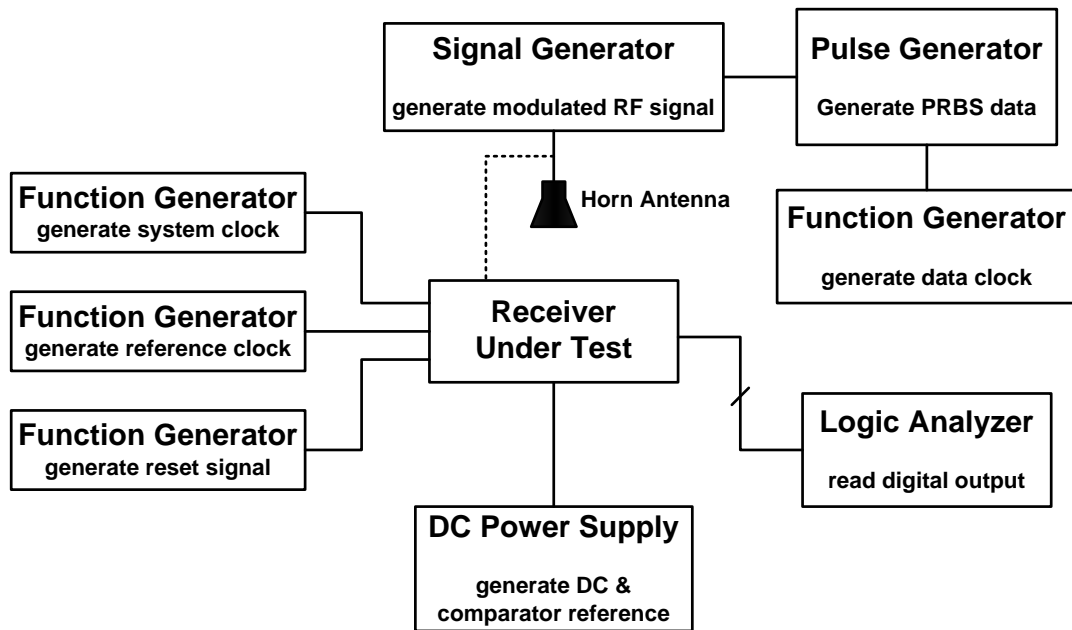 Signal Generator
generate modulated RF signal
Pulse Generator
Generate PRBS data
Horn Antenna
Function Generator
generate system clock
Function Generator
generate data clock
Function Generator
generate reference clock
Receiver
Under Test
Function Generator
generate reset signal
Logic Analyzer
read digital output
DC Power Supply
generate DC &
comparator reference